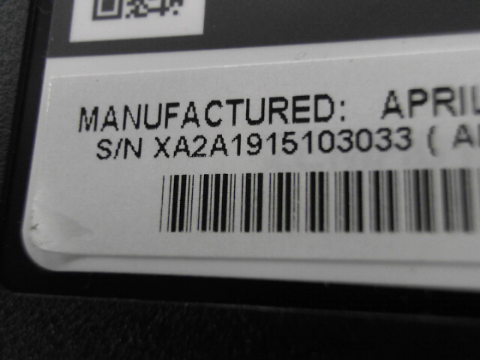 MANUFACTURED: APRIL
S/N XA2A1915103033 (